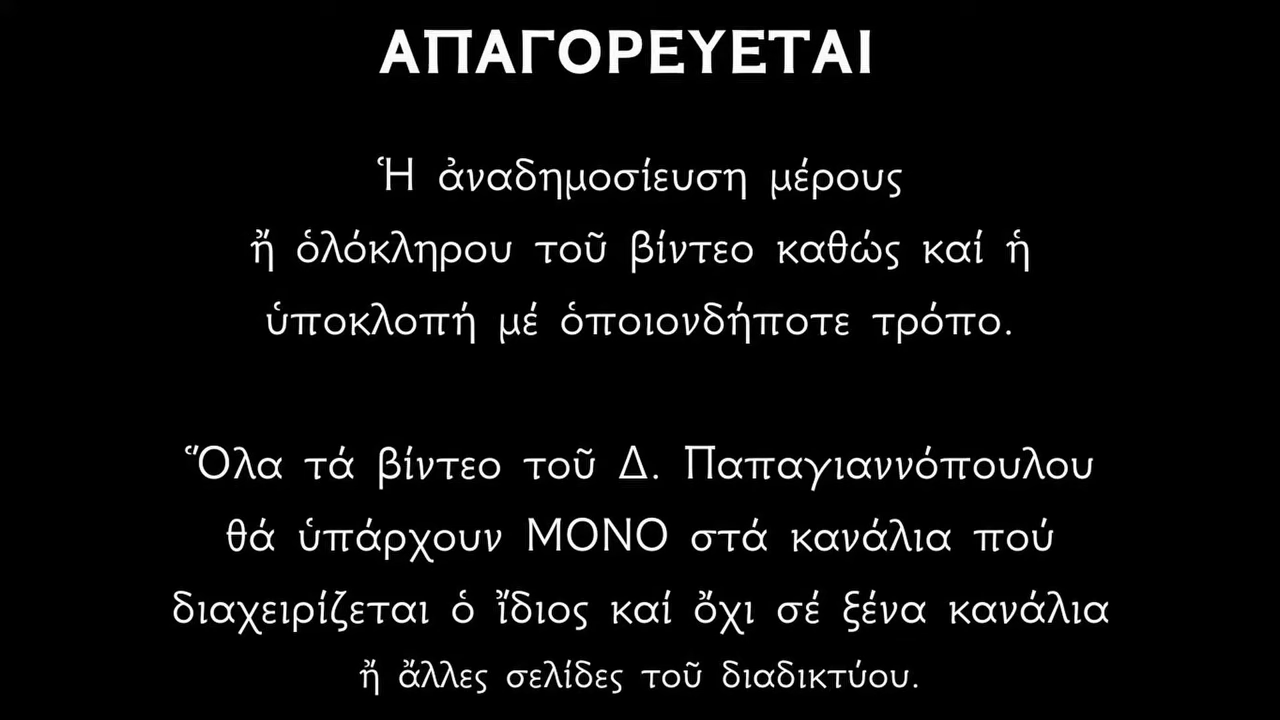 ΑΠΑΓΟΡΕΥΕΤΑΙ
Ἡ ἀναδημοσίευση μέρους
ἤ ὁλόκληρου τοῦ βίντεο καθώς καί ἡ
ὑποκλοπή μέ ὁποιονδήποτε τρόπο.
Ὅλα τά βίντεο τοῦ Δ. Παπαγιαννόπουλου
θά ὑπάρχουν ΜΟΝΟ στά κανάλια πού
διαχειρίζεται ὁ ἴδιος καί ὄχι σέ ξένα κανάλια
ἤ ἄλλες σελίδες τοῦ διαδικτύου.